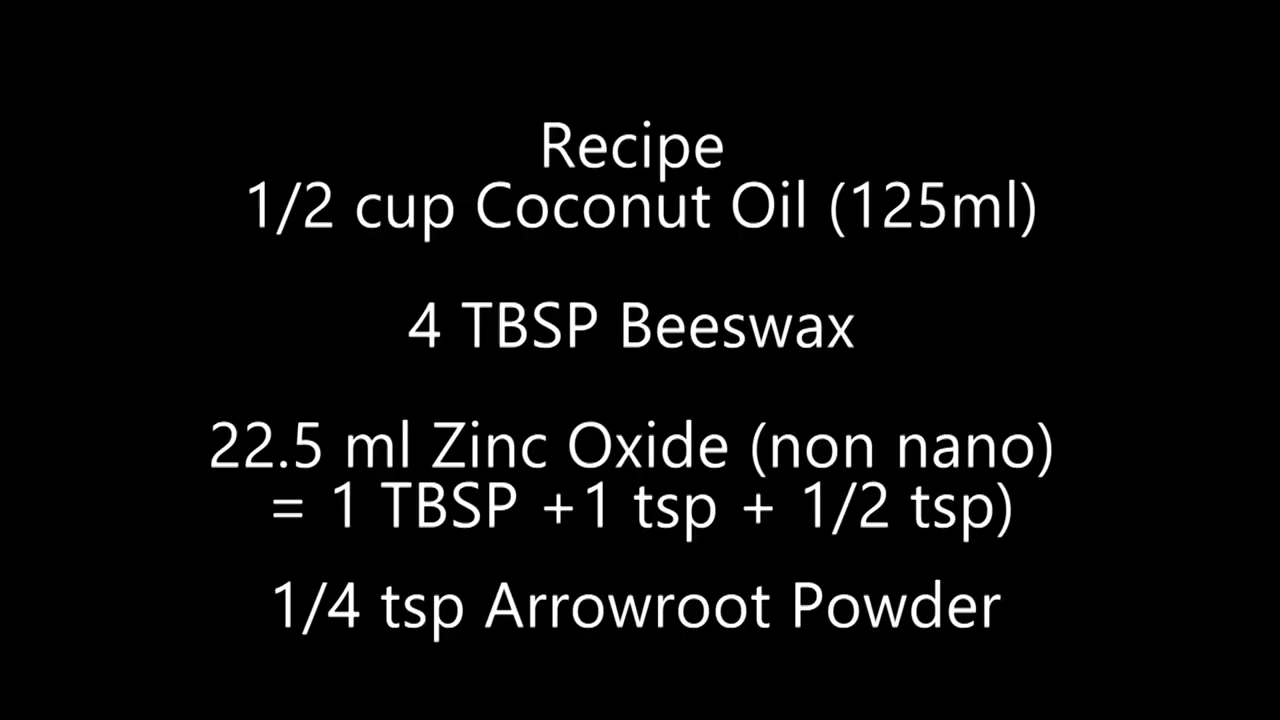 Recipe
1/2 cup Coconut Oil (125ml)
4 TBSP Beeswax
22.5 ml Zinc Oxide (non nano)
= 1 TBSP +1 tsp + 1/2 tsp)
1/4 tsp Arrowroot Powder